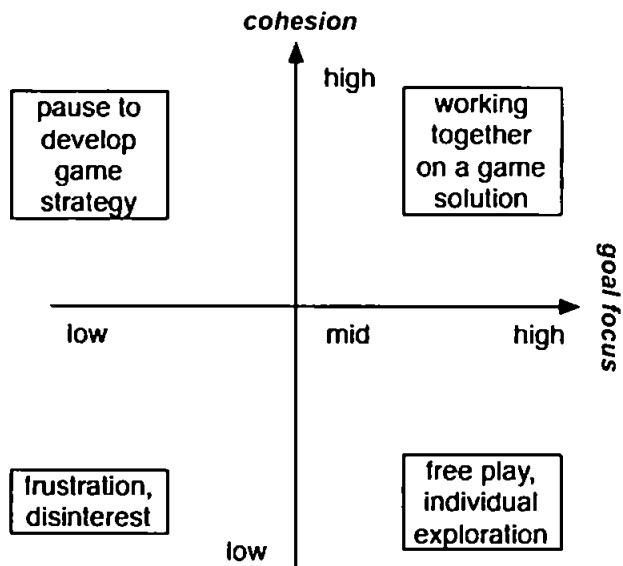 cohesion
high
pause to
develop
game
strategy
working
together
on a game
solution
goal focus
low
mid
high
frustration,
disinterest
free play,
individual
exploration
low